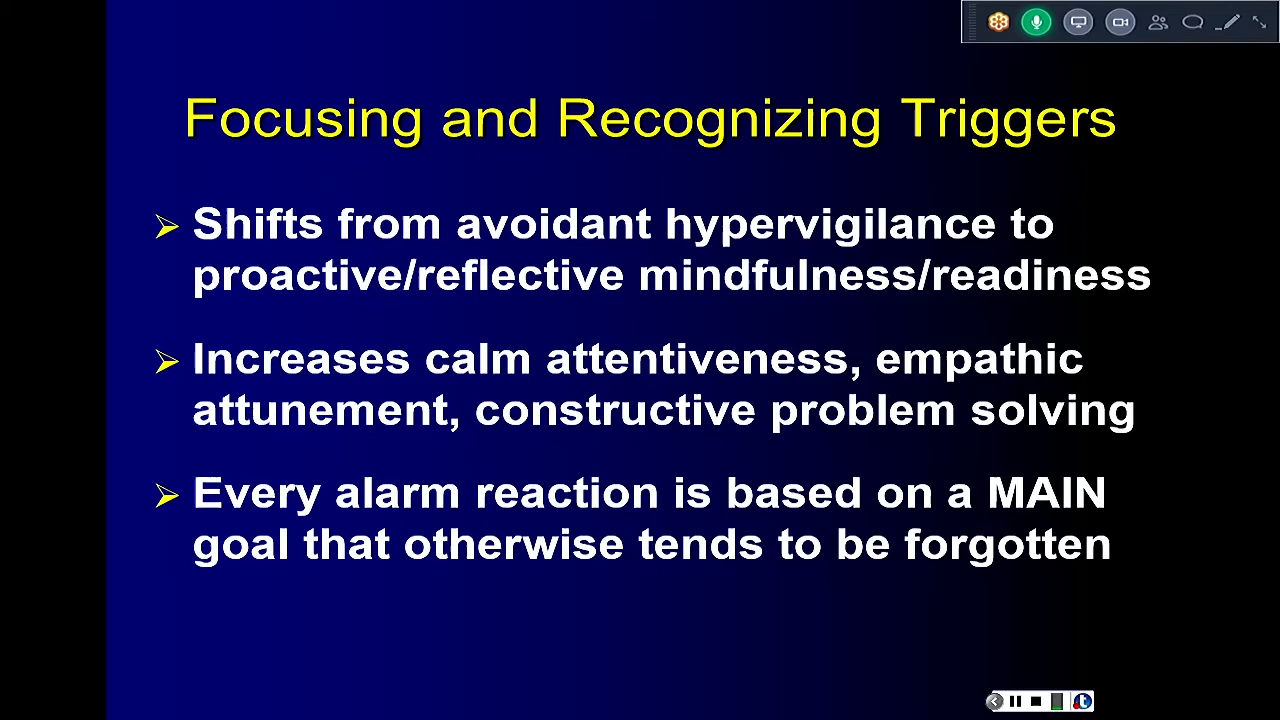 Focusing and Recognizing Triggers
Shifts from avoidant hypervigilance to
proactive/reflective mindfulness/readiness
Increases calm attentiveness, empathic
attunement, constructive problem solving
Every alarm reaction is based on a MAIN
goal that otherwise tends to be forgotten